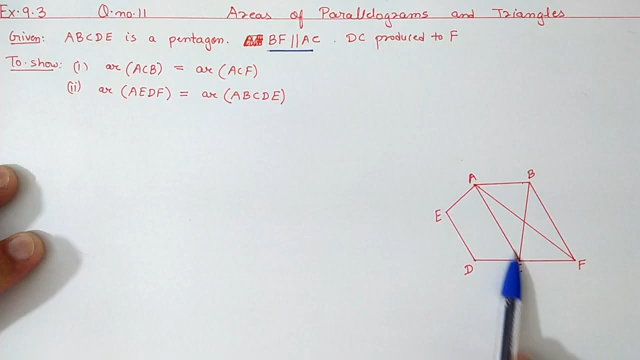 Ex-9.3 Q.no.11 Areas of Parallelograms and Triangles
Given: ABCDE is a pentagon. BF || AC. DC produced to F
To show: (i) ar (ACB) = ar (ACF)
(ii) ar (AEDF) = ar (ABCDE)
A B
E
D C F